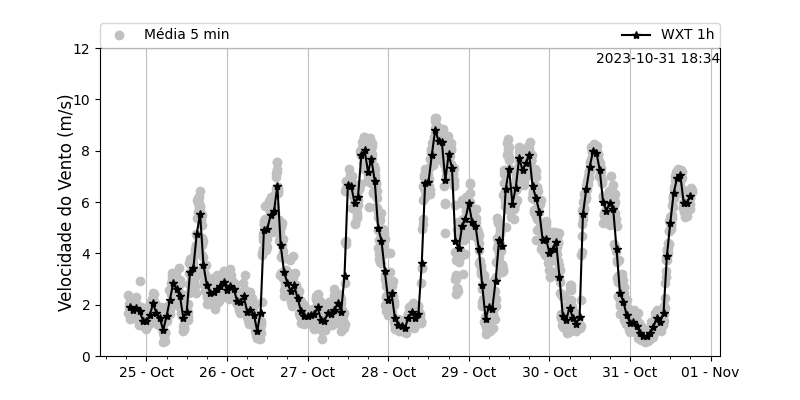 Média 5 min
WXT 1h
2023-10-31 18:34
Velocidade do Vento (m/s)
12
10
8
6
4
2
0
25 - Oct
26 - Oct
27 - Oct
28 - Oct
29 - Oct
30 - Oct
31 - Oct
01 - Nov